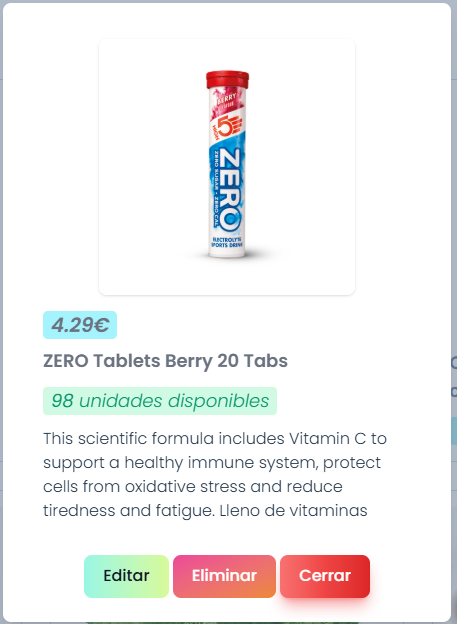 BERRY
HIGH
5
ZERO
ZERO SUGAR • ZERO CAL
ELECTROLYTE
SPORTS DRINK
4.29€
ZERO Tablets Berry 20 Tabs
98 unidades disponibles
This scientific formula includes Vitamin C to
support a healthy immune system, protect
cells from oxidative stress and reduce
tiredness and fatigue. Lleno de vitaminas
Editar
Eliminar
Cerrar